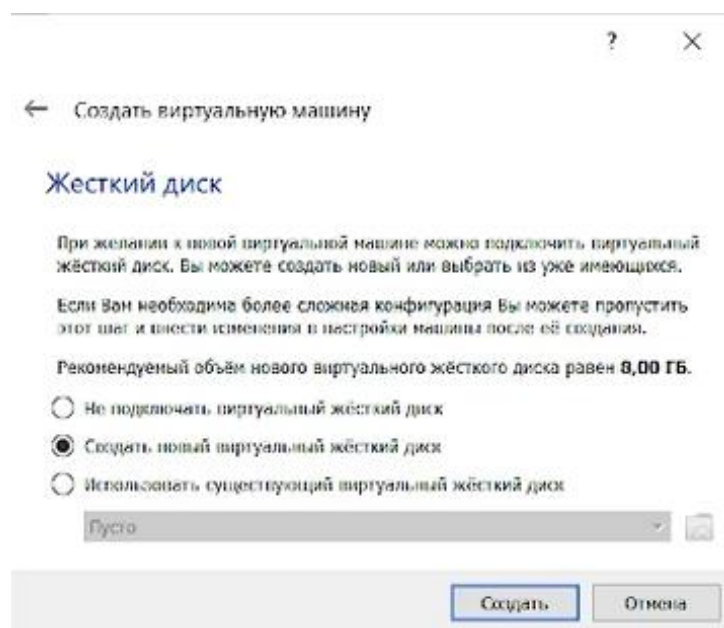 ?
Создать виртуальную машину
Жесткий диск
При желании к новой виртуальной машине можно подключить виртуальный
жёсткий диск. Вы можете создать новый или выбрать из уже имеющихся.
Если Вам необходима более сложная конфигурация Вы можете пропустить
этот шаг и внести изменения в настройки машины после её создания.
Рекомендуемый объём нового виртуального жёсткого диска равен 8,00 ГБ.
Не подключать виртуальный жёсткий диск
Создать новый виртуальный жёсткий диск
Использовать существующий виртуальный жёсткий диск
Пусто
Создать Отмена